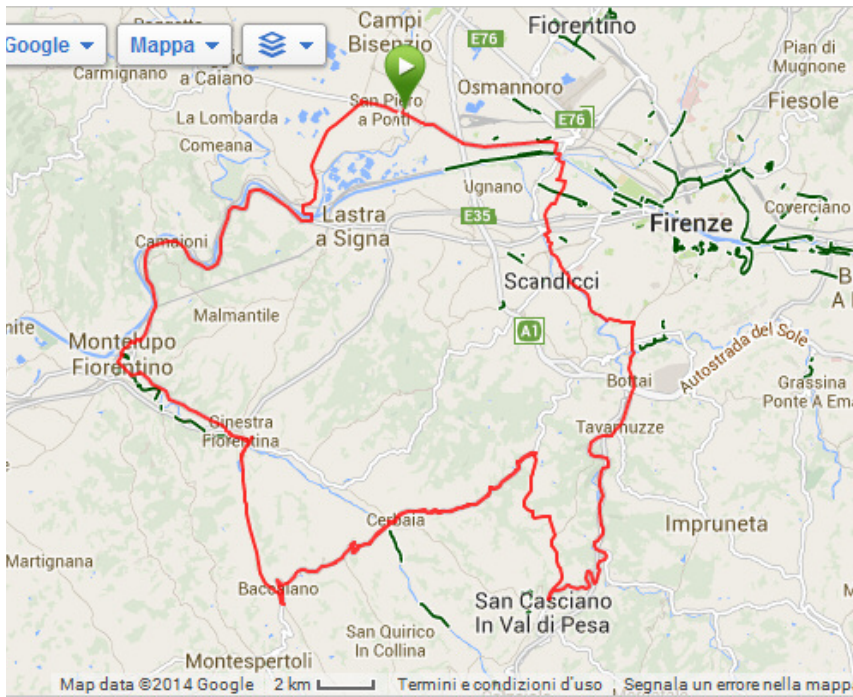 Google
Mappa
Campi
Bisenzio
E76
Fiorentino
Pian di
Mugnone
Carmignano
a Caiano
San Piero
a Ponti
Osmannoro
Fiesole
La Lombarda
E76
Comeana
Ugnano
Lastra
a Signa
E35
Firenze
Coverciano
Camaioni
Scandicci
Malmantile
A1
Montelupo
Fiorentino
Autostrada del Sole
Bottai
Grassina
Ponte A Ema
Ginestra
Fiorentina
Tavarnuzze
Cerbaia
Impruneta
Martignana
Baccaiano
San Casciano
In Val di Pesa
San Quirico
In Collina
Montespertoli
Map data ©2014 Google 2 km Termini e condizioni d'uso Segnala un errore nella mapp